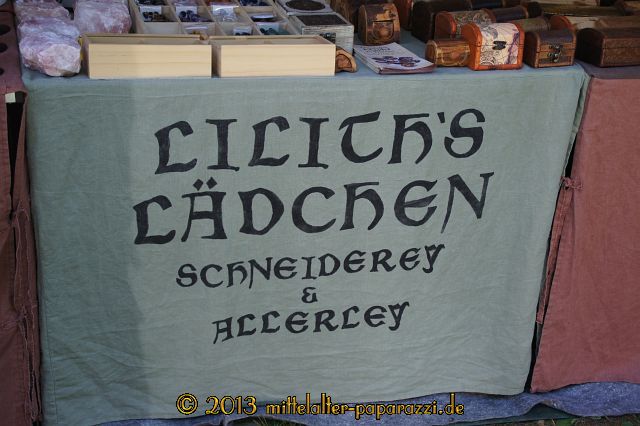 LILITH'S
LÄDCHEN
SCHNEIDEREY
&
ALLERLEY
© 2013 mittelalter-paparazzi.de